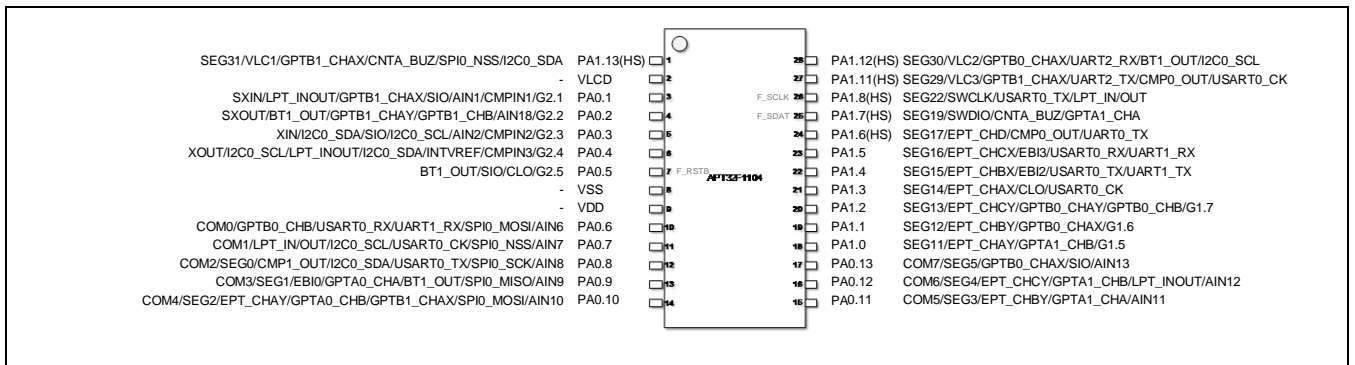 SEG31/VLC1/GPTB1_CHAX/CNTA_BUZ/SPI0_NSS/I2C0_SDA PA1.13(HS) 1
- VLCD 2
SXIN/LPT_INOUT/GPTB1_CHAX/SIO/AIN1/CMPIN1/G2.1 PA0.1 3
SXOUT/BT1_OUT/GPTB1_CHAY/GPTB1_CHB/AIN18/G2.2 PA0.2 4
XIN/I2C0_SDA/SIO/I2C0_SCL/AIN2/CMPIN2/G2.3 PA0.3 5
XOUT/I2C0_SCL/LPT_INOUT/I2C0_SDA/INTVREF/CMPIN3/G2.4 PA0.4 6
BT1_OUT/SIO/CLO/G2.5 PA0.5 7 F_RSTB
- VSS 8
- VDD 9
COM0/GPTB0_CHB/USART0_RX/UART1_RX/SPI0_MOSI/AIN6 PA0.6 10
COM1/LPT_IN/OUT/I2C0_SCL/USART0_CK/SPI0_NSS/AIN7 PA0.7 11
COM2/SEG0/CMP1_OUT/I2C0_SDA/USART0_TX/SPI0_SCK/AIN8 PA0.8 12
COM3/SEG1/EBI0/GPTA0_CHA/BT1_OUT/SPI0_MISO/AIN9 PA0.9 13
COM4/SEG2/EPT_CHAY/GPTA0_CHB/GPTB1_CHAX/SPI0_MOSI/AIN10 PA0.10 14
APT32F1104
28 PA1.12(HS) SEG30/VLC2/GPTB0_CHAX/UART2_RX/BT1_OUT/I2C0_SCL
27 PA1.11(HS) SEG29/VLC3/GPTB1_CHAX/UART2_TX/CMP0_OUT/USART0_CK
F_SCLK 26 PA1.8(HS) SEG22/SWCLK/USART0_TX/LPT_IN/OUT
F_SDAT 25 PA1.7(HS) SEG19/SWDIO/CNTA_BUZ/GPTA1_CHA
24 PA1.6(HS) SEG17/EPT_CHD/CMP0_OUT/UART0_TX
23 PA1.5 SEG16/EPT_CHCX/EBI3/USART0_RX/UART1_RX
22 PA1.4 SEG15/EPT_CHBX/EBI2/USART0_TX/UART1_TX
21 PA1.3 SEG14/EPT_CHAX/CLO/USART0_CK
20 PA1.2 SEG13/EPT_CHCY/GPTB0_CHAY/GPTB0_CHB/G1.7
19 PA1.1 SEG12/EPT_CHBY/GPTB0_CHAX/G1.6
18 PA1.0 SEG11/EPT_CHAY/GPTA1_CHB/G1.5
17 PA0.13 COM7/SEG5/GPTB0_CHAX/SIO/AIN13
16 PA0.12 COM6/SEG4/EPT_CHCY/GPTA1_CHB/LPT_INOUT/AIN12
15 PA0.11 COM5/SEG3/EPT_CHBY/GPTA1_CHA/AIN11